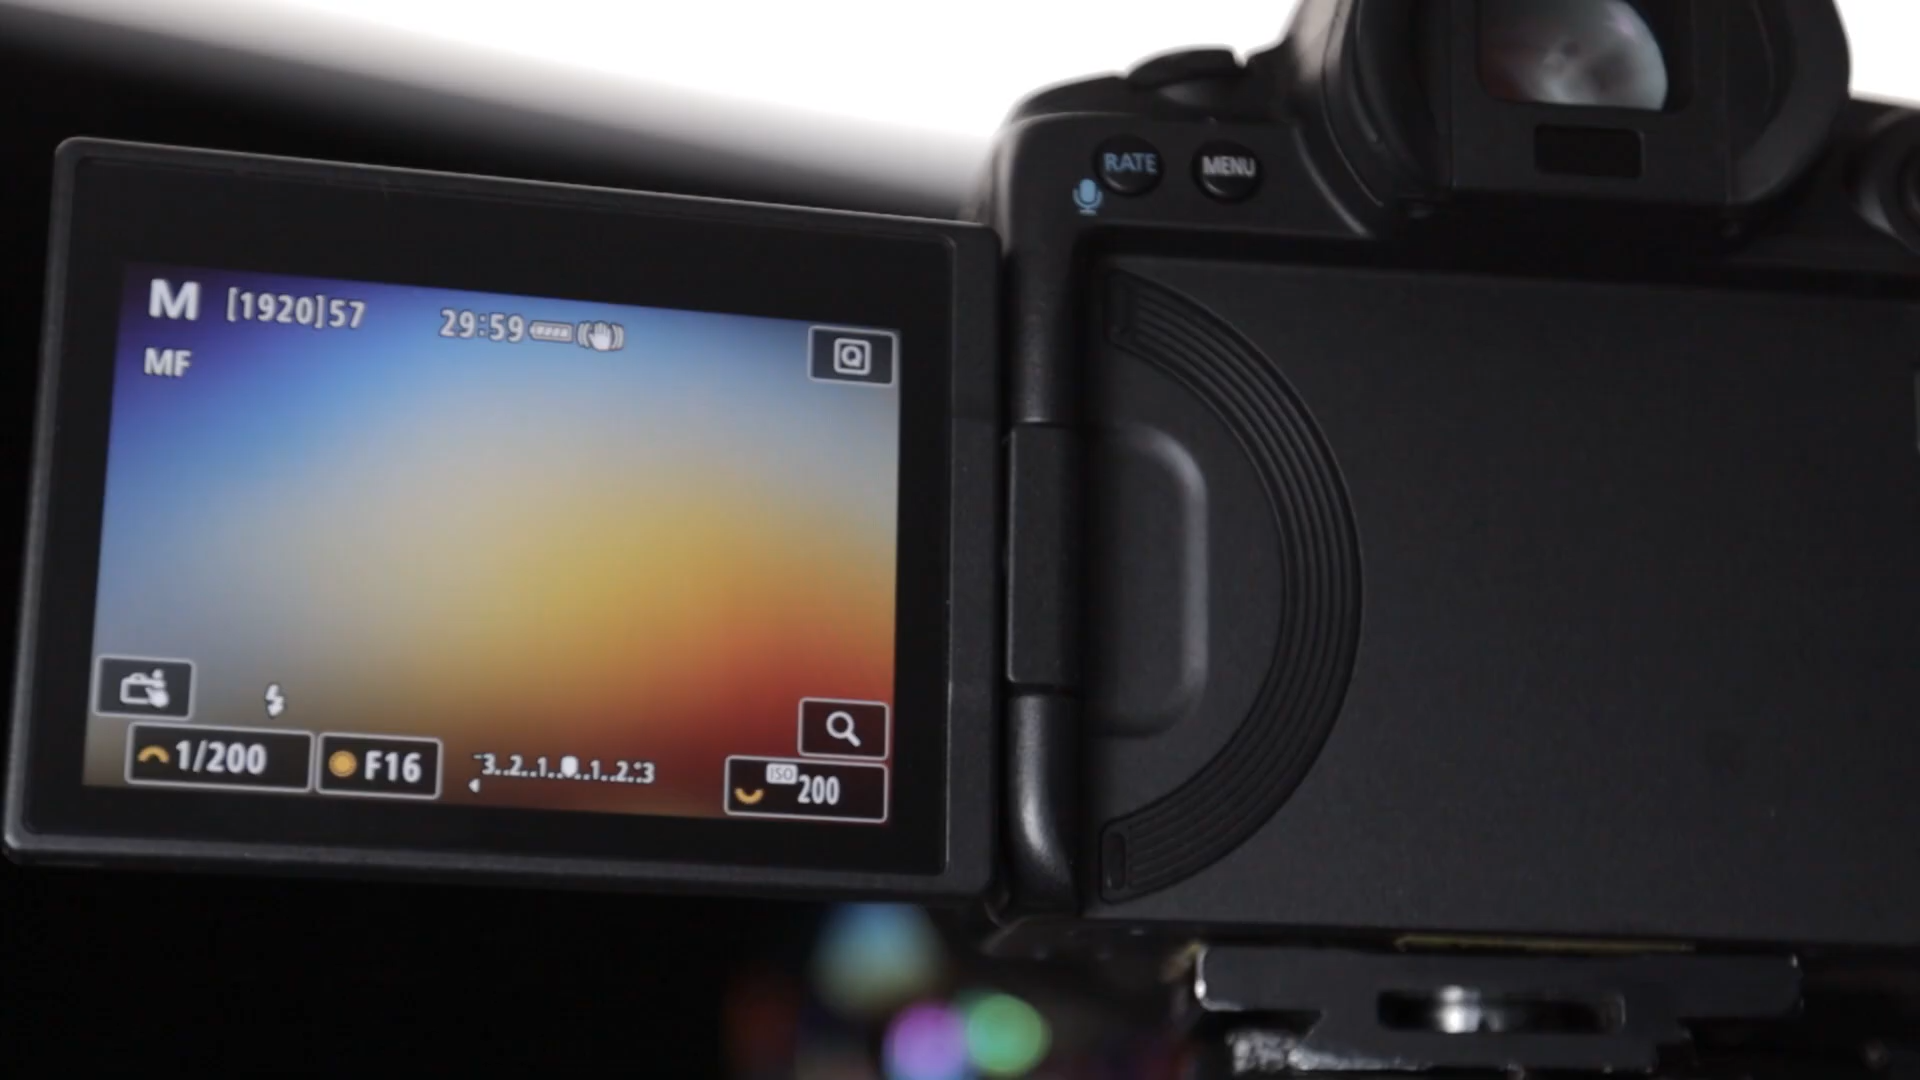 RATE MENU
M [1920]57 29:59
Q
MF
1/200 F16 -3..2..1..0..1..2..+3 ISO 200